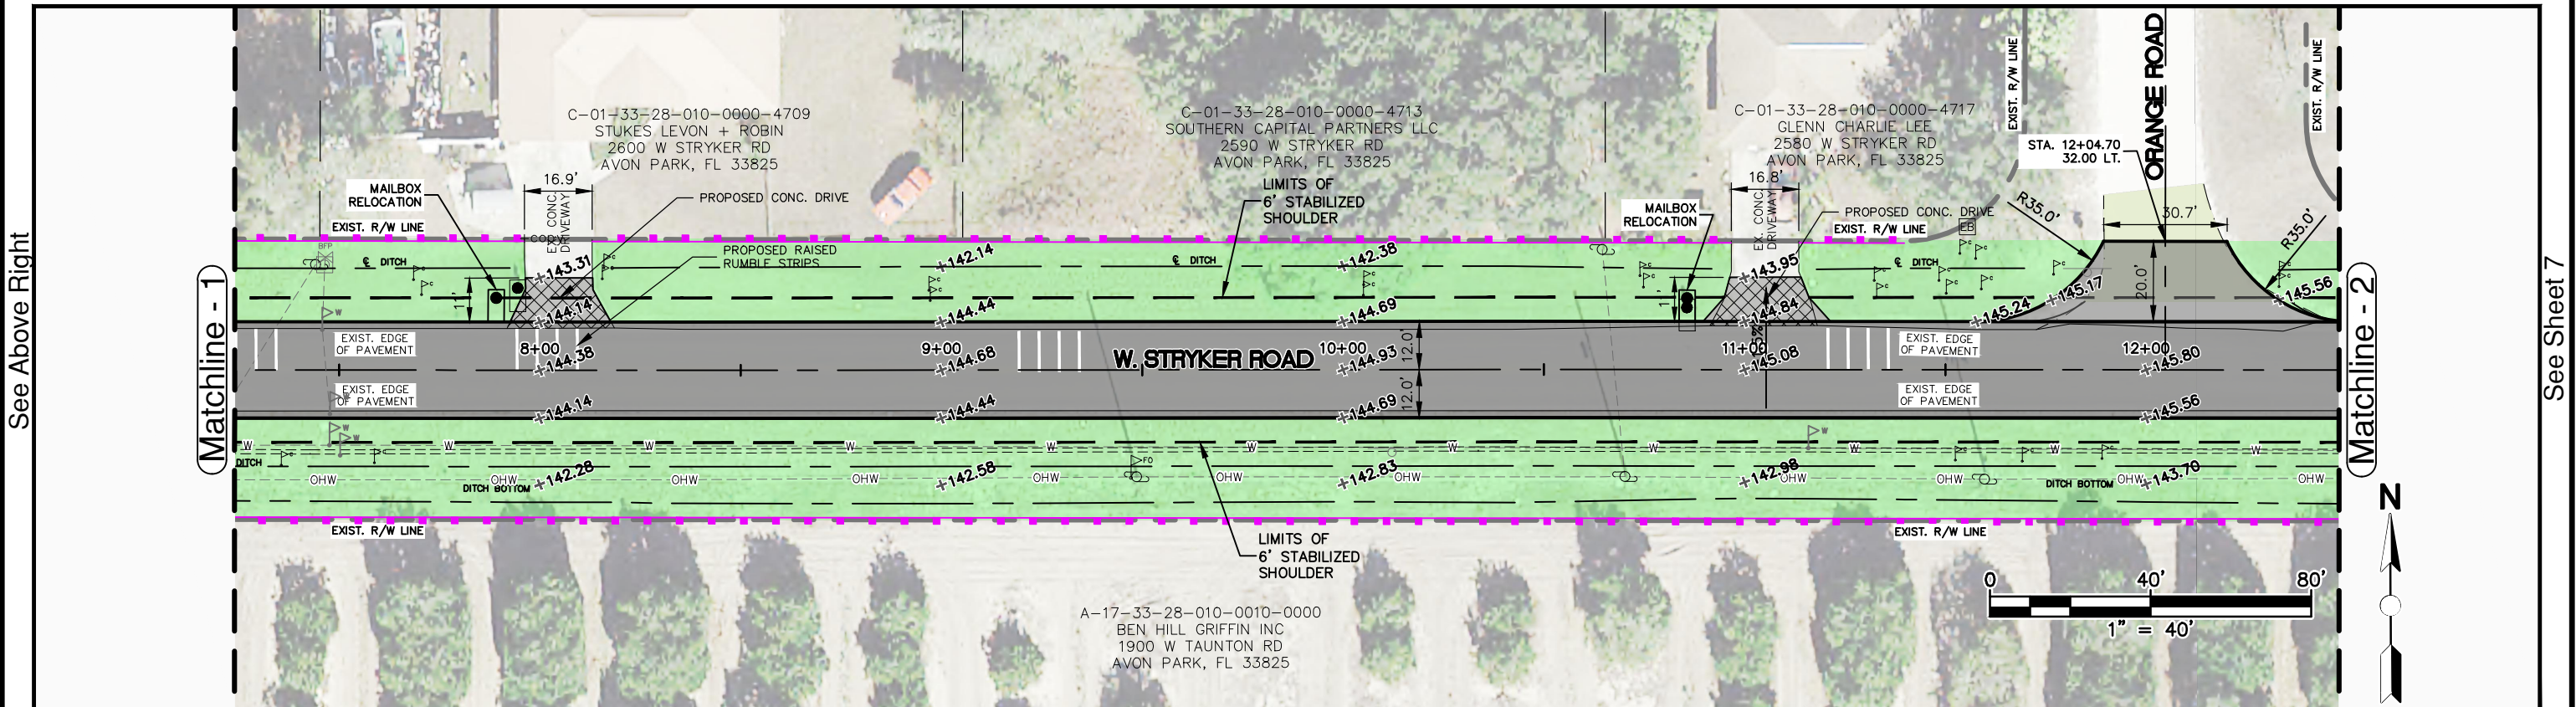 See Above Right
Matchline - 1
C-01-33-28-010-0000-4709
STUKES LEVON + ROBIN
2600 W STRYKER RD
AVON PARK, FL 33825
C-01-33-28-010-0000-4713
SOUTHERN CAPITAL PARTNERS LLC
2590 W STRYKER RD
AVON PARK, FL 33825
C-01-33-28-010-0000-4717
GLENN CHARLIE LEE
2580 W STRYKER RD
AVON PARK, FL 33825
EXIST. R/W LINE
ORANGE ROAD
EXIST. R/W LINE
STA. 12+04.70
32.00 LT.
MAILBOX
RELOCATION
16.9'
EX. CONC.
DRIVEWAY
PROPOSED CONC. DRIVE
PROPOSED RAISED
RUMBLE STRIPS
LIMITS OF
6' STABILIZED
SHOULDER
MAILBOX
RELOCATION
16.8'
EX. CONC.
DRIVEWAY
PROPOSED CONC. DRIVE
R35.0'
30.7'
R35.0'
20.0'
EXIST. R/W LINE
EXIST. R/W LINE
BFP
EB
℄ DITCH
℄ DITCH
℄ DITCH
11'
143.31
142.14
142.38
143.95
144.14
144.44
144.69
144.84
145.24
145.17
145.56
EXIST. EDGE
OF PAVEMENT
8+00
9+00
10+00
11+00
12+00
EXIST. EDGE
OF PAVEMENT
144.38
144.68
W. STRYKER ROAD
144.93
145.08
145.80
12.0'
12.0'
EXIST. EDGE
OF PAVEMENT
EXIST. EDGE
OF PAVEMENT
144.14
144.44
144.69
145.56
W W W W W W W W W W W
DITCH
FO
OHW OHW OHW OHW OHW OHW OHW OHW OHW OHW OHW
142.28
142.58
142.83
142.98
143.70
DITCH BOTTOM
DITCH BOTTOM
EXIST. R/W LINE
EXIST. R/W LINE
LIMITS OF
6' STABILIZED
SHOULDER
A-17-33-28-010-0010-0000
BEN HILL GRIFFIN INC
1900 W TAUNTON RD
AVON PARK, FL 33825
0 40' 80'
1" = 40'
N
Matchline - 2
See Sheet 7